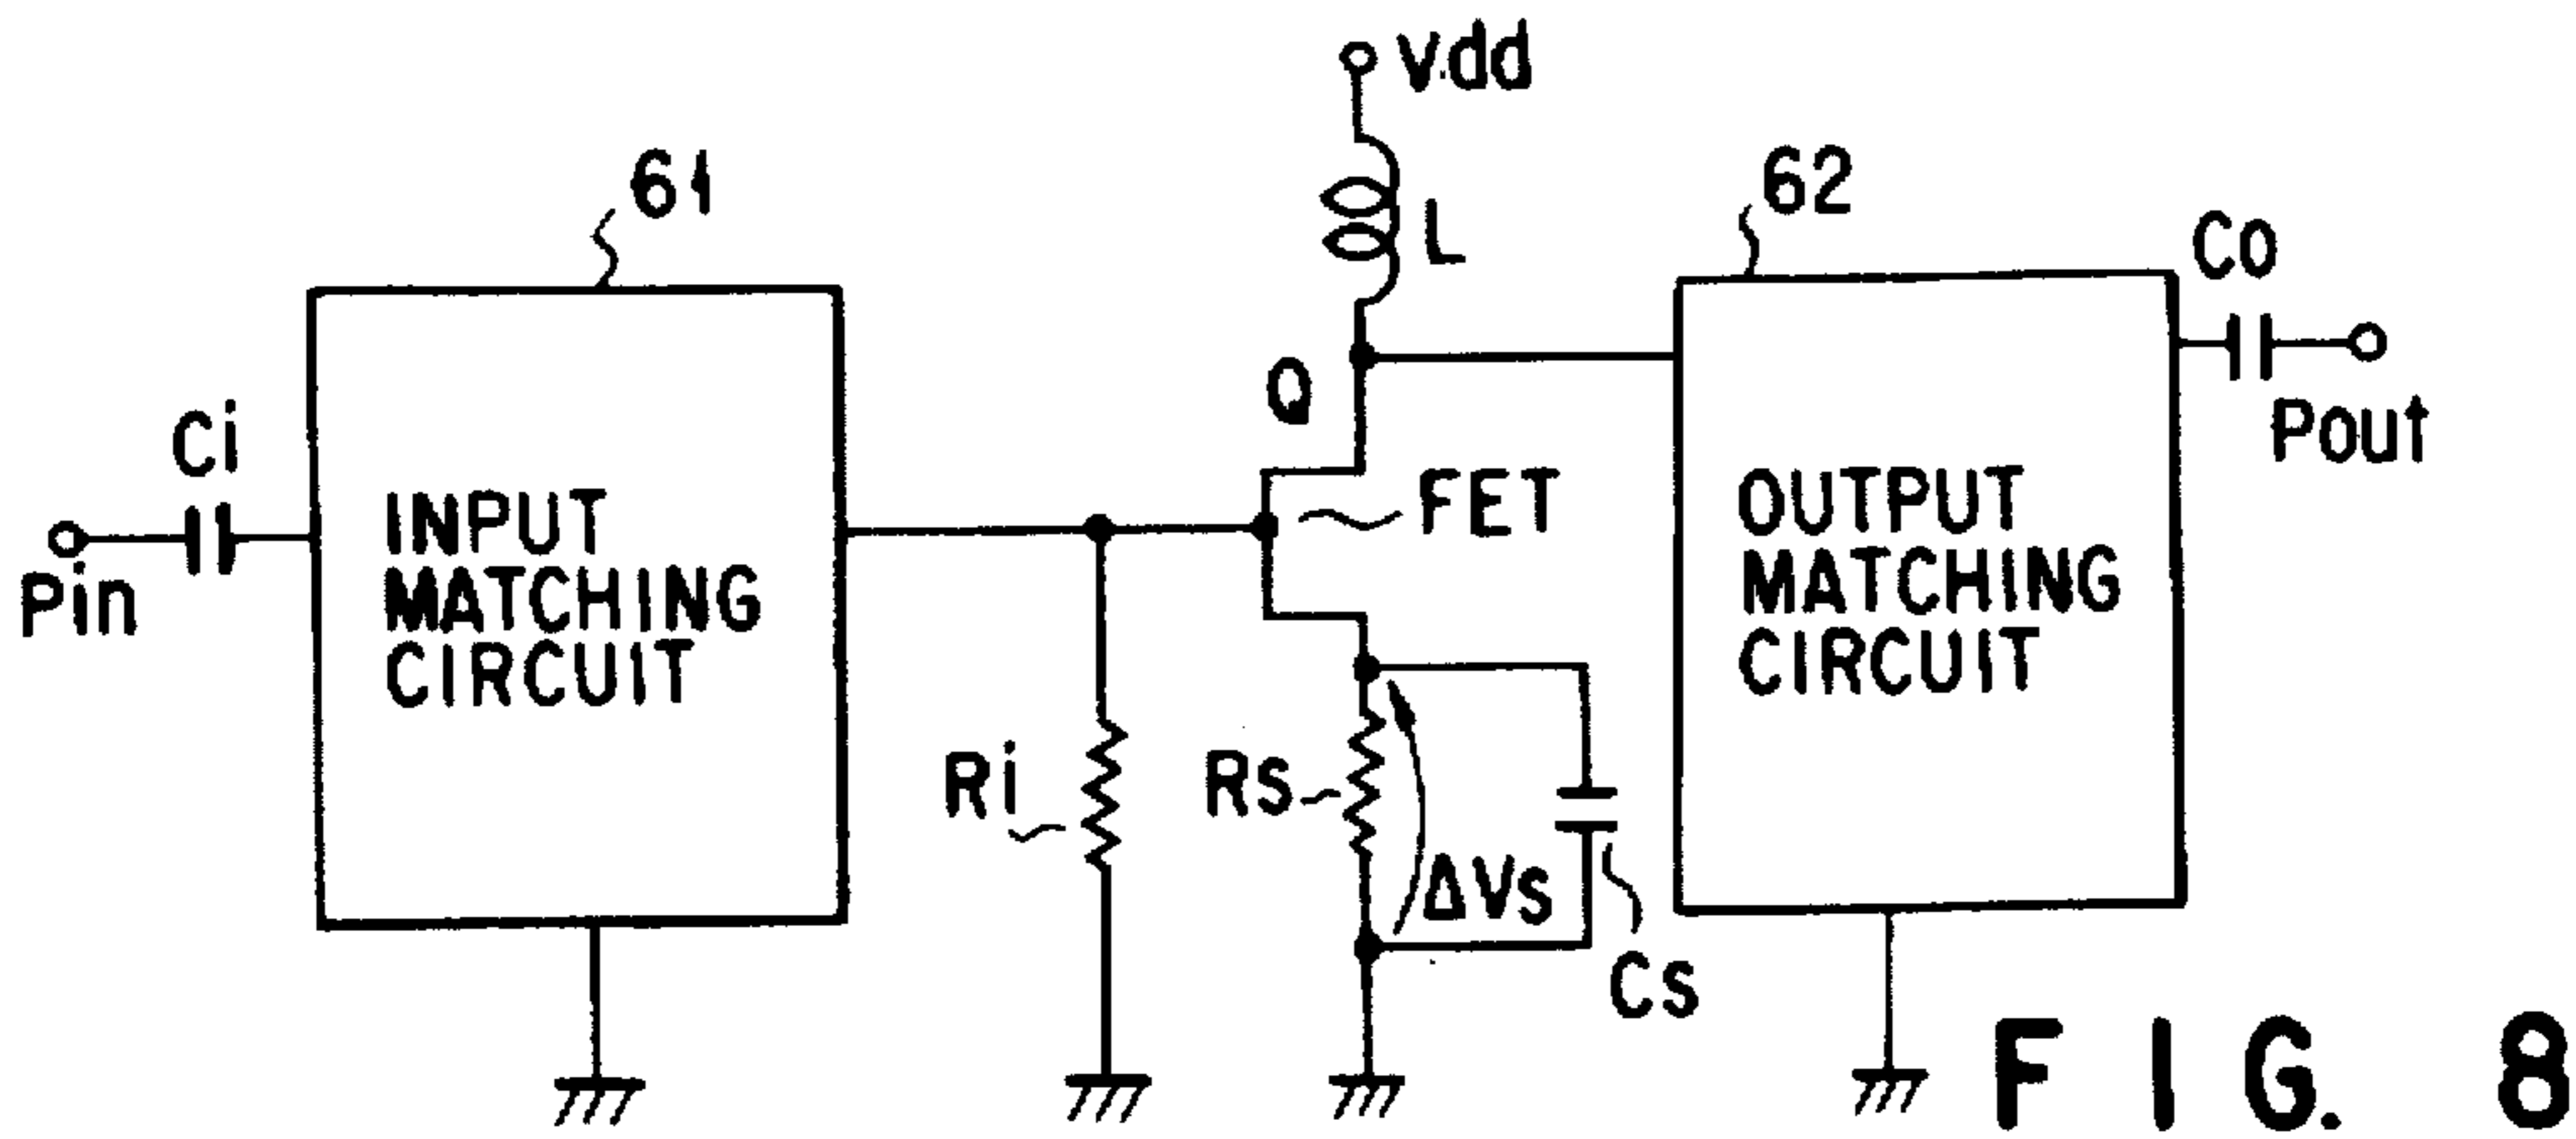 Vdd
61
62
L
Co
Q
Ci
Pout
FET
INPUT
MATCHING
CIRCUIT
OUTPUT
MATCHING
CIRCUIT
Pin
Ri
Rs
ΔVs
Cs
FIG. 8